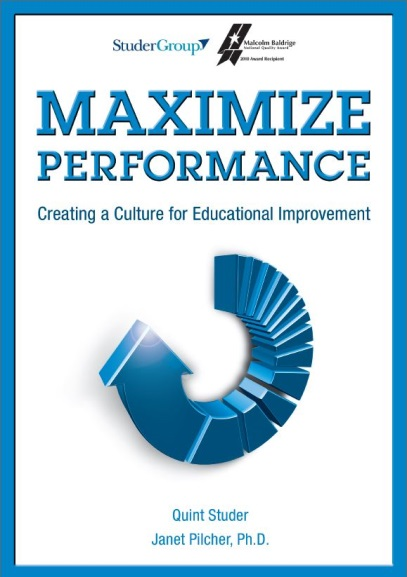 StuderGroup
Malcolm Baldrige
National Quality Award
2010 Award Recipient
MAXIMIZE
PERFORMANCE
Creating a Culture for Educational Improvement
Quint Studer
Janet Pilcher, Ph.D.